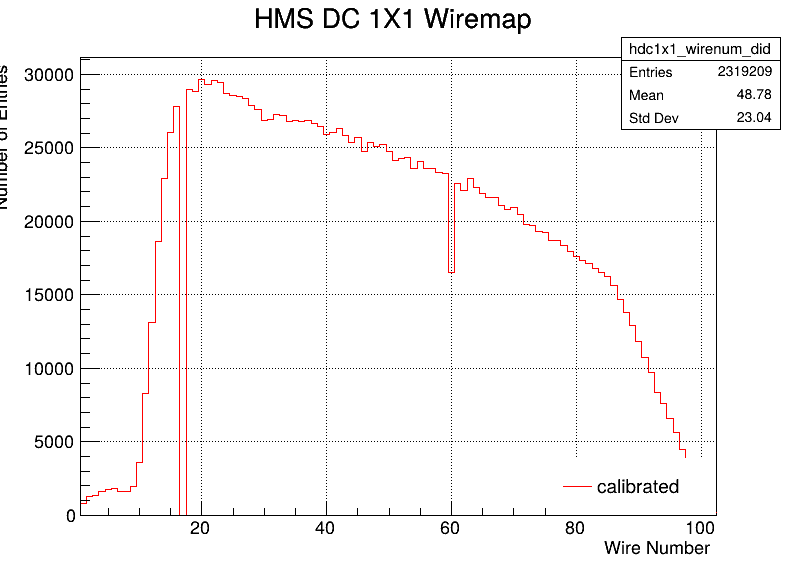 HMS DC 1X1 Wiremap
hdc1x1_wirenum_did
Entries 2319209
Mean 48.78
Std Dev 23.04
Number of Entries
30000
25000
20000
15000
10000
5000
0
20 40 60 80 100
Wire Number
calibrated